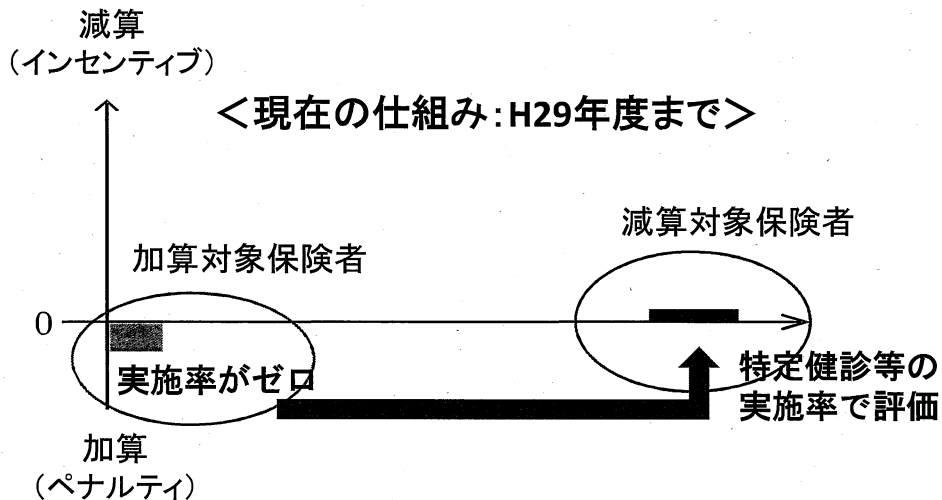 減算
（インセンティブ）
＜現在の仕組み：H29年度まで＞
減算対象保険者
加算対象保険者
0
実施率がゼロ
特定健診等の
実施率で評価
加算
（ペナルティ）